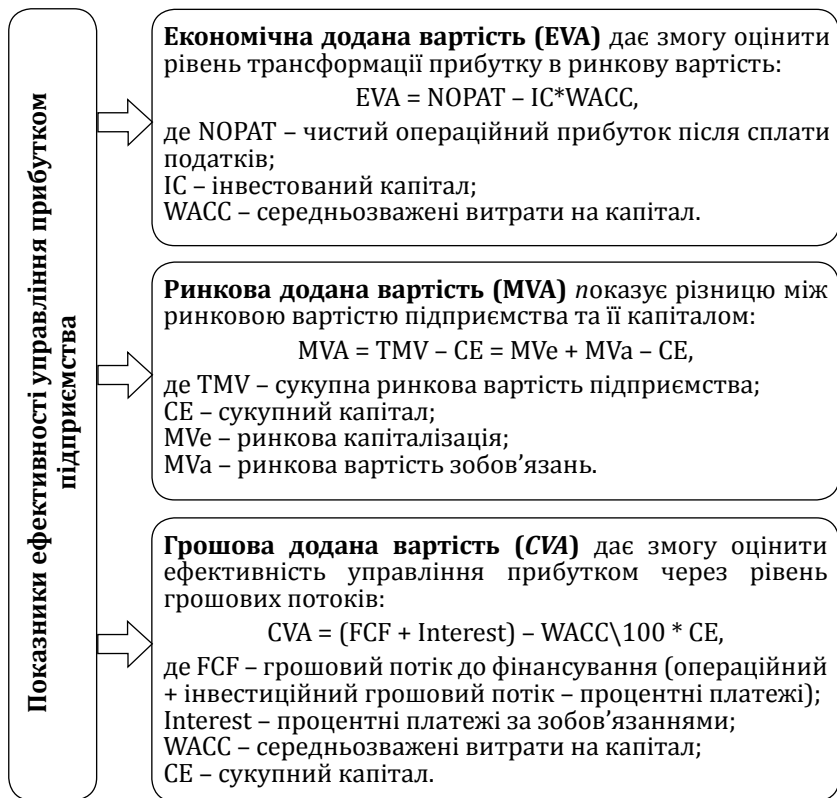 Показники ефективності управління прибутком
підприємства
Економічна додана вартість (EVA) дає змогу оцінити
рівень трансформації прибутку в ринкову вартість:
EVA = NOPAT – IC*WACC,
де NOPAT – чистий операційний прибуток після сплати
податків;
IC – інвестований капітал;
WACC – середньозважені витрати на капітал.
Ринкова додана вартість (MVA) показує різницю між
ринковою вартістю підприємства та її капіталом:
MVA = TMV – CE = MVe + MVa – CE,
де TMV – сукупна ринкова вартість підприємства;
CE – сукупний капітал;
MVe – ринкова капіталізація;
MVa – ринкова вартість зобов’язань.
Грошова додана вартість (CVA) дає змогу оцінити
ефективність управління прибутком через рівень
грошових потоків:
CVA = (FCF + Interest) – WACC\100 * CE,
де FCF – грошовий потік до фінансування (операційний
+ інвестиційний грошовий потік – процентні платежі);
Interest – процентні платежі за зобов’язаннями;
WACC – середньозважені витрати на капітал;
CE – сукупний капітал.